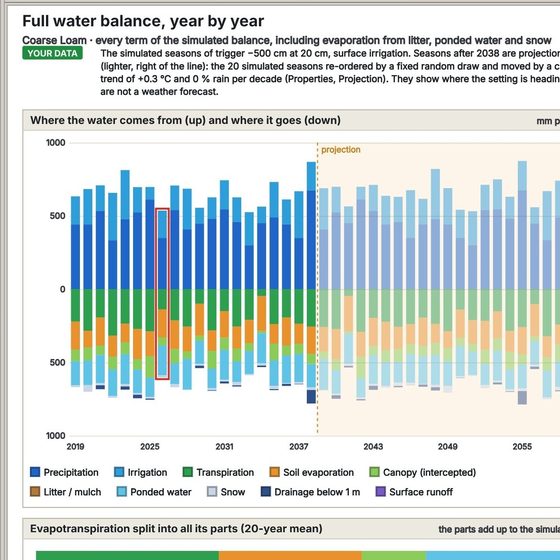 Full water balance, year by year
Coarse Loam · every term of the simulated balance, including evaporation from litter, ponded water and snow
YOUR DATA
The simulated seasons of trigger −500 cm at 20 cm, surface irrigation. Seasons after 2038 are projection
(lighter, right of the line): the 20 simulated seasons re-ordered by a fixed random draw and moved by a c
trend of +0.3 °C and 0 % rain per decade (Properties, Projection). They show where the setting is headin
are not a weather forecast.
Where the water comes from (up) and where it goes (down)
mm p
1000
projection
500
0
500
1000
2019 2025 2031 2037 2043 2049 2055
Precipitation Irrigation Transpiration Soil evaporation Canopy (intercepted)
Litter / mulch Ponded water Snow Drainage below 1 m Surface runoff
Evapotranspiration split into all its parts (20-year mean)
the parts add up to the simula